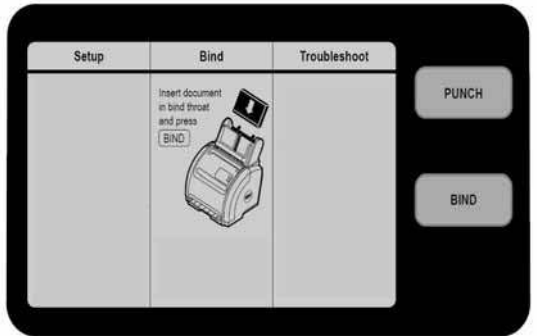 Setup
Bind
Troubleshoot
Insert document
in bind throat
and press
BIND
PUNCH
BIND